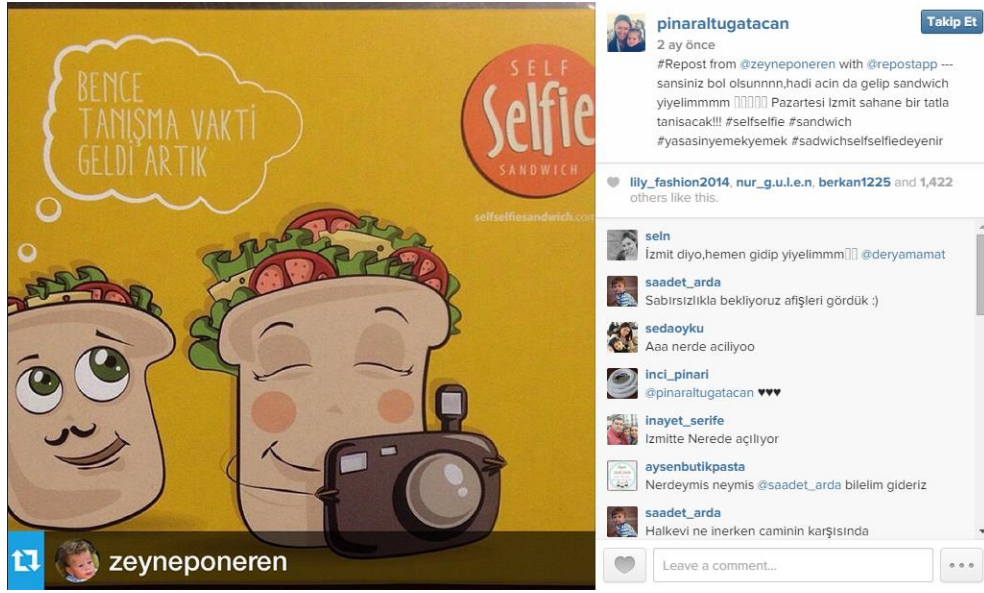 BENCE
TANIŞMA VAKTİ
GELDİ ARTIK
SELF
Selfie
SANDWICH
selfselfiesandwich.com
zeyneponeren
pinaraltugatacan
Takip Et
2 ay önce
#Repost from @zeyneponeren with @repostapp ---
sansiniz bol olsunnnn,hadi acin da gelip sandwich
yiyelimmmm Pazartesi Izmit sahane bir tatla
tanisacak!!! #selfselfie #sandwich
#yasasinyemekyemek #sadwichselfselfiedeyenir
lily_fashion2014, nur_g.u.l.e.n, berkan1225 and 1,422
others like this.
seln
İzmit diyo,hemen gidip yiyelimmm @deryamamat
saadet_arda
Sabırsızlıkla bekliyoruz afişleri gördük :)
sedaoyku
Aaa nerde aciliyoo
inci_pinari
@pinaraltugatacan ♥♥♥
inayet_serife
Izmitte Nerede açılıyor
aysenbutikpasta
Nerdeymis neymis @saadet_arda bilelim gideriz
saadet_arda
Halkevi ne inerken caminin karşısında
Leave a comment...